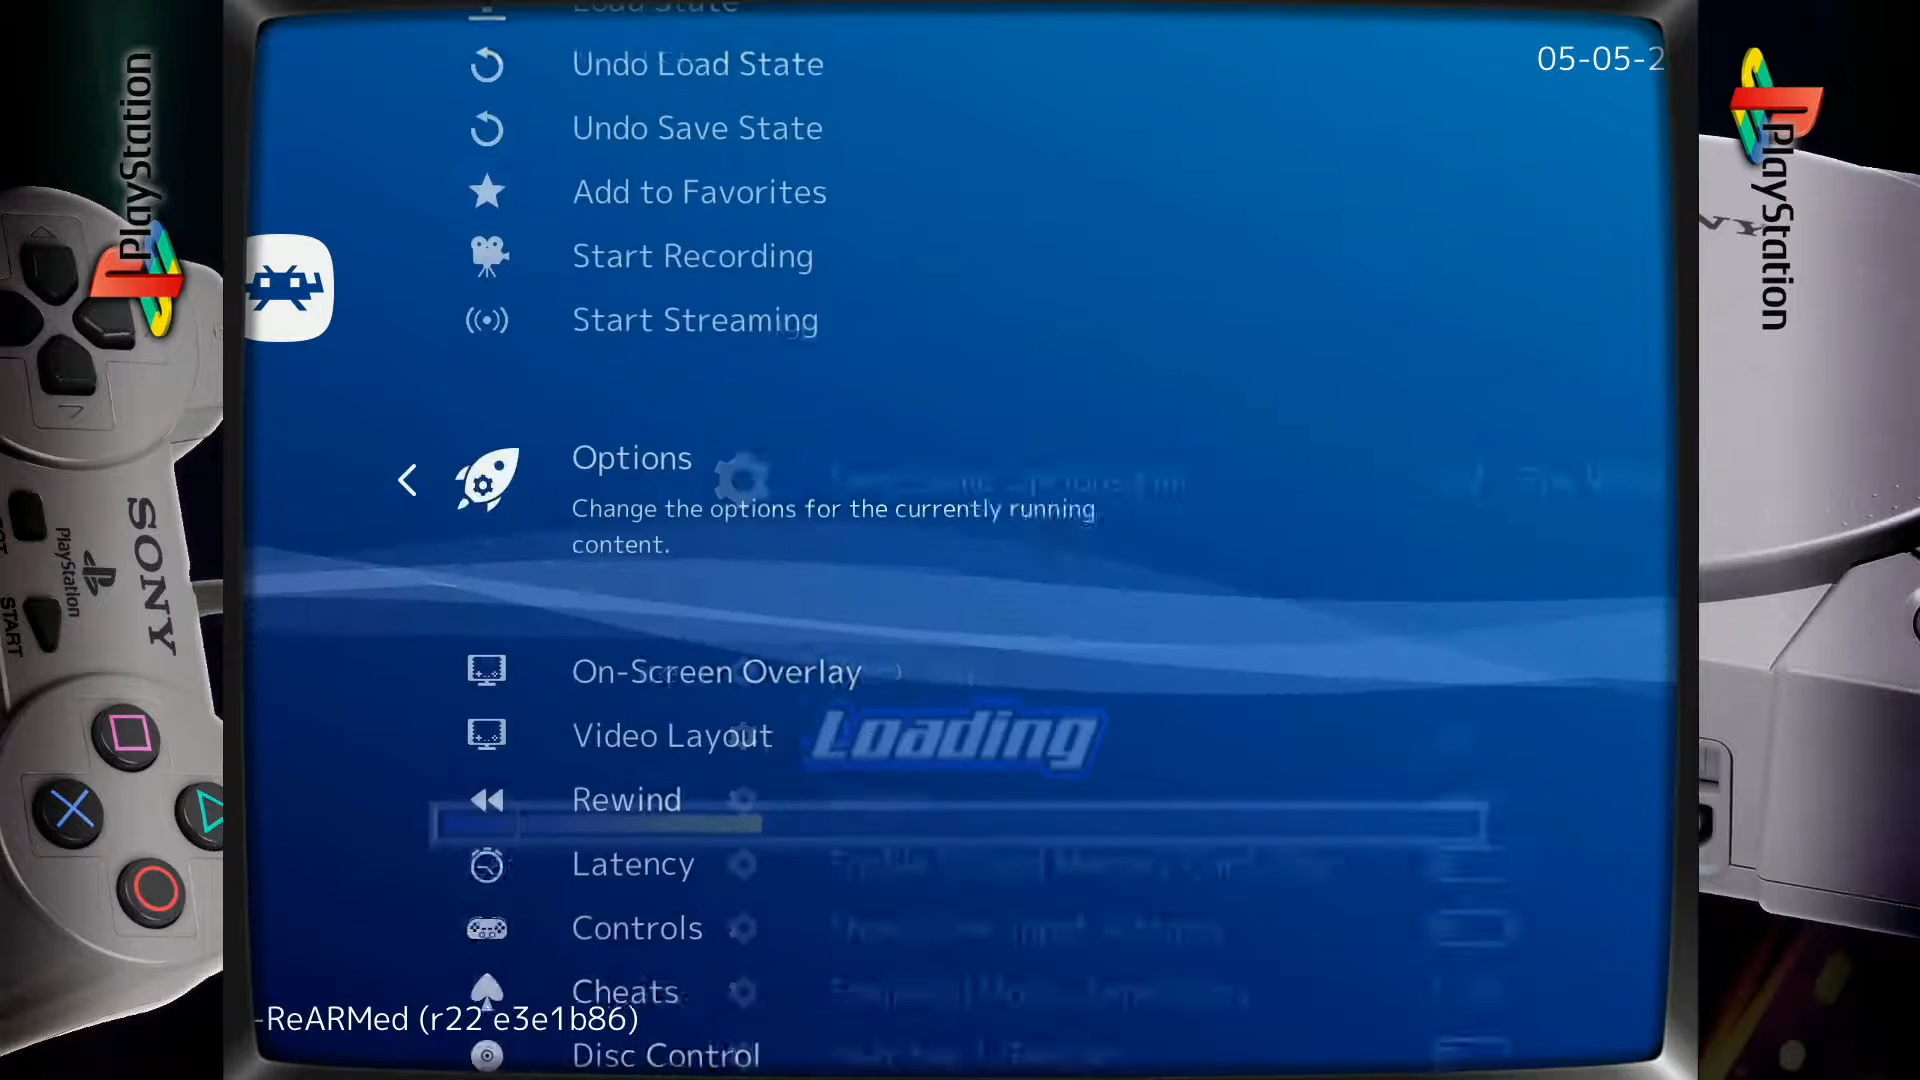 Load State
Undo Load State
05-05-2
Undo Save State
Add to Favorites
Start Recording
Start Streaming
Options
Change the options for the currently running
content.
On-Screen Overlay
Video Layout
Loading
Rewind
Latency
Controls
Cheats
-ReARMed (r22 e3e1b86)
Disc Control
PlayStation
SONY
PlayStation
START
PlayStation